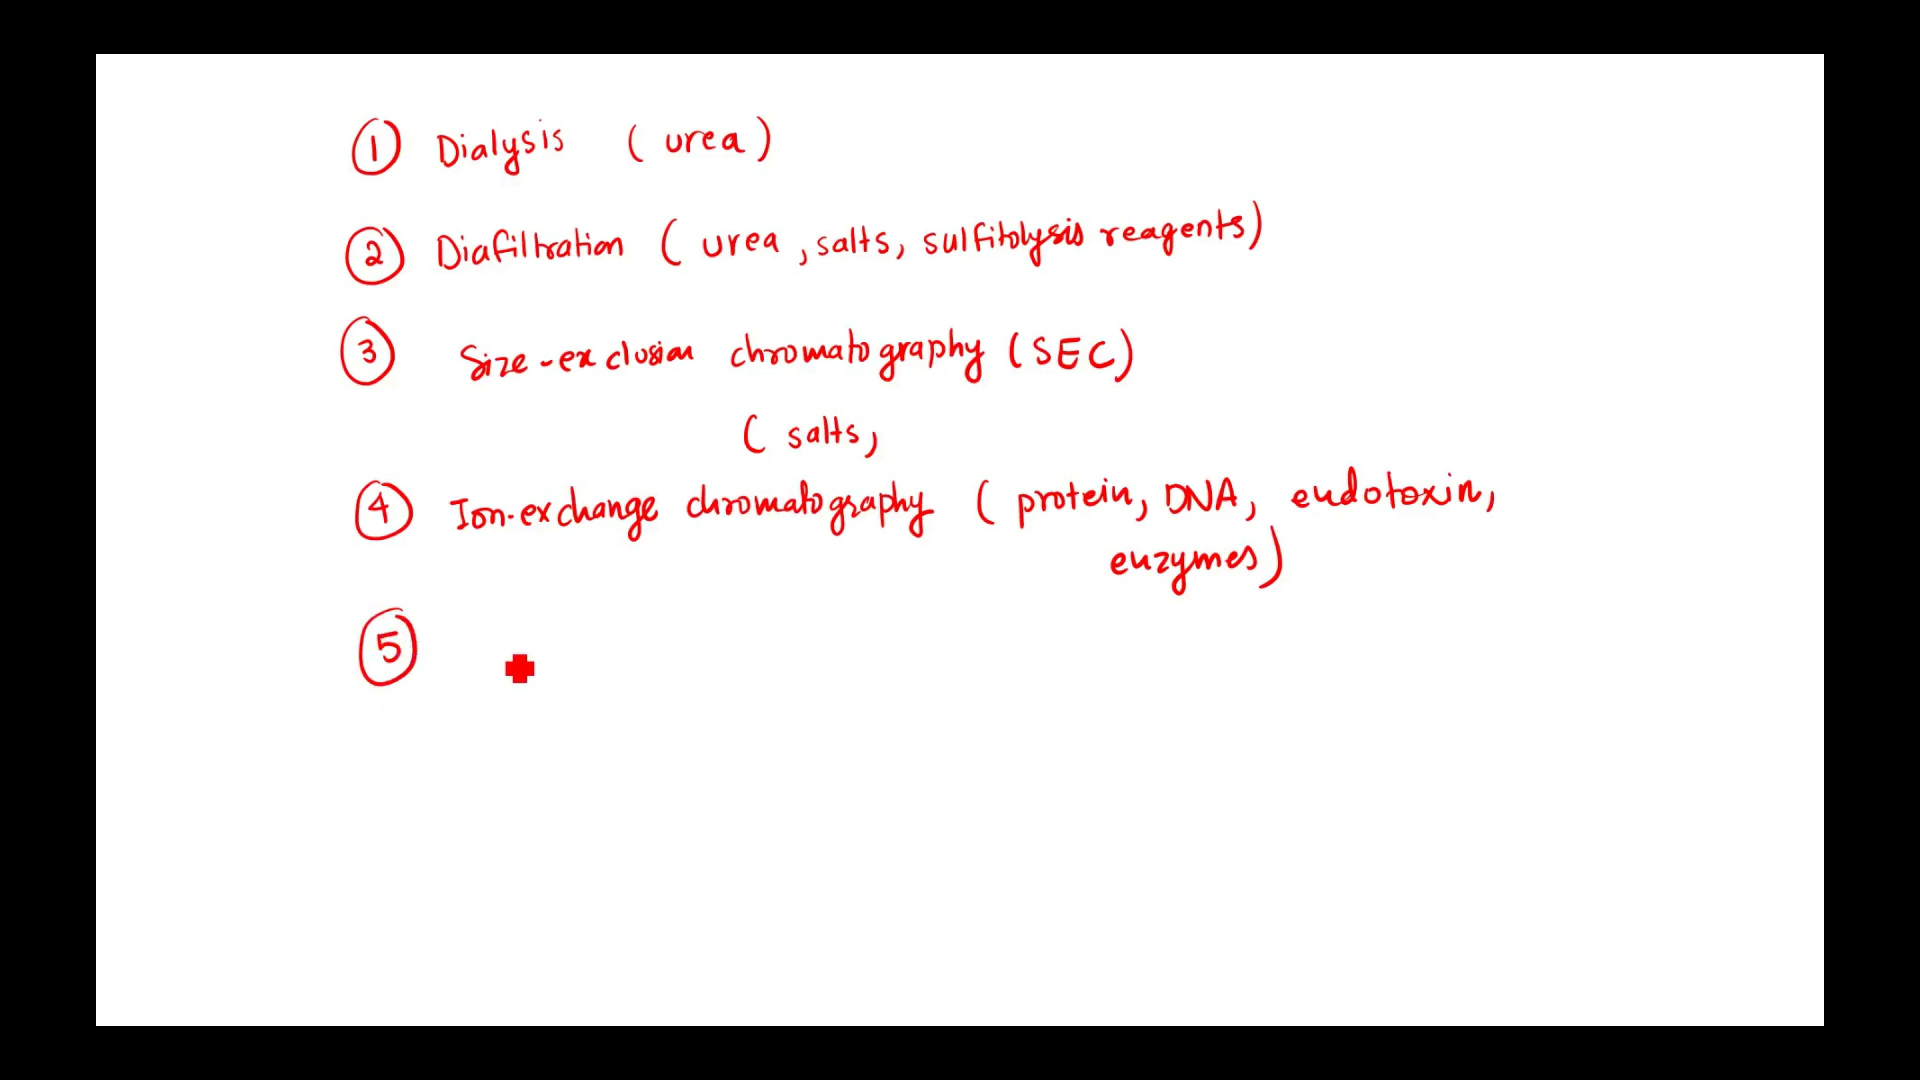 1 Dialysis (urea)
2 Diafiltration (urea, salts, sulfitolysis reagents)
3 Size-exclusion chromatography (SEC)
(salts,
4 Ion-exchange chromatography (protein, DNA, endotoxin,
enzymes)
5